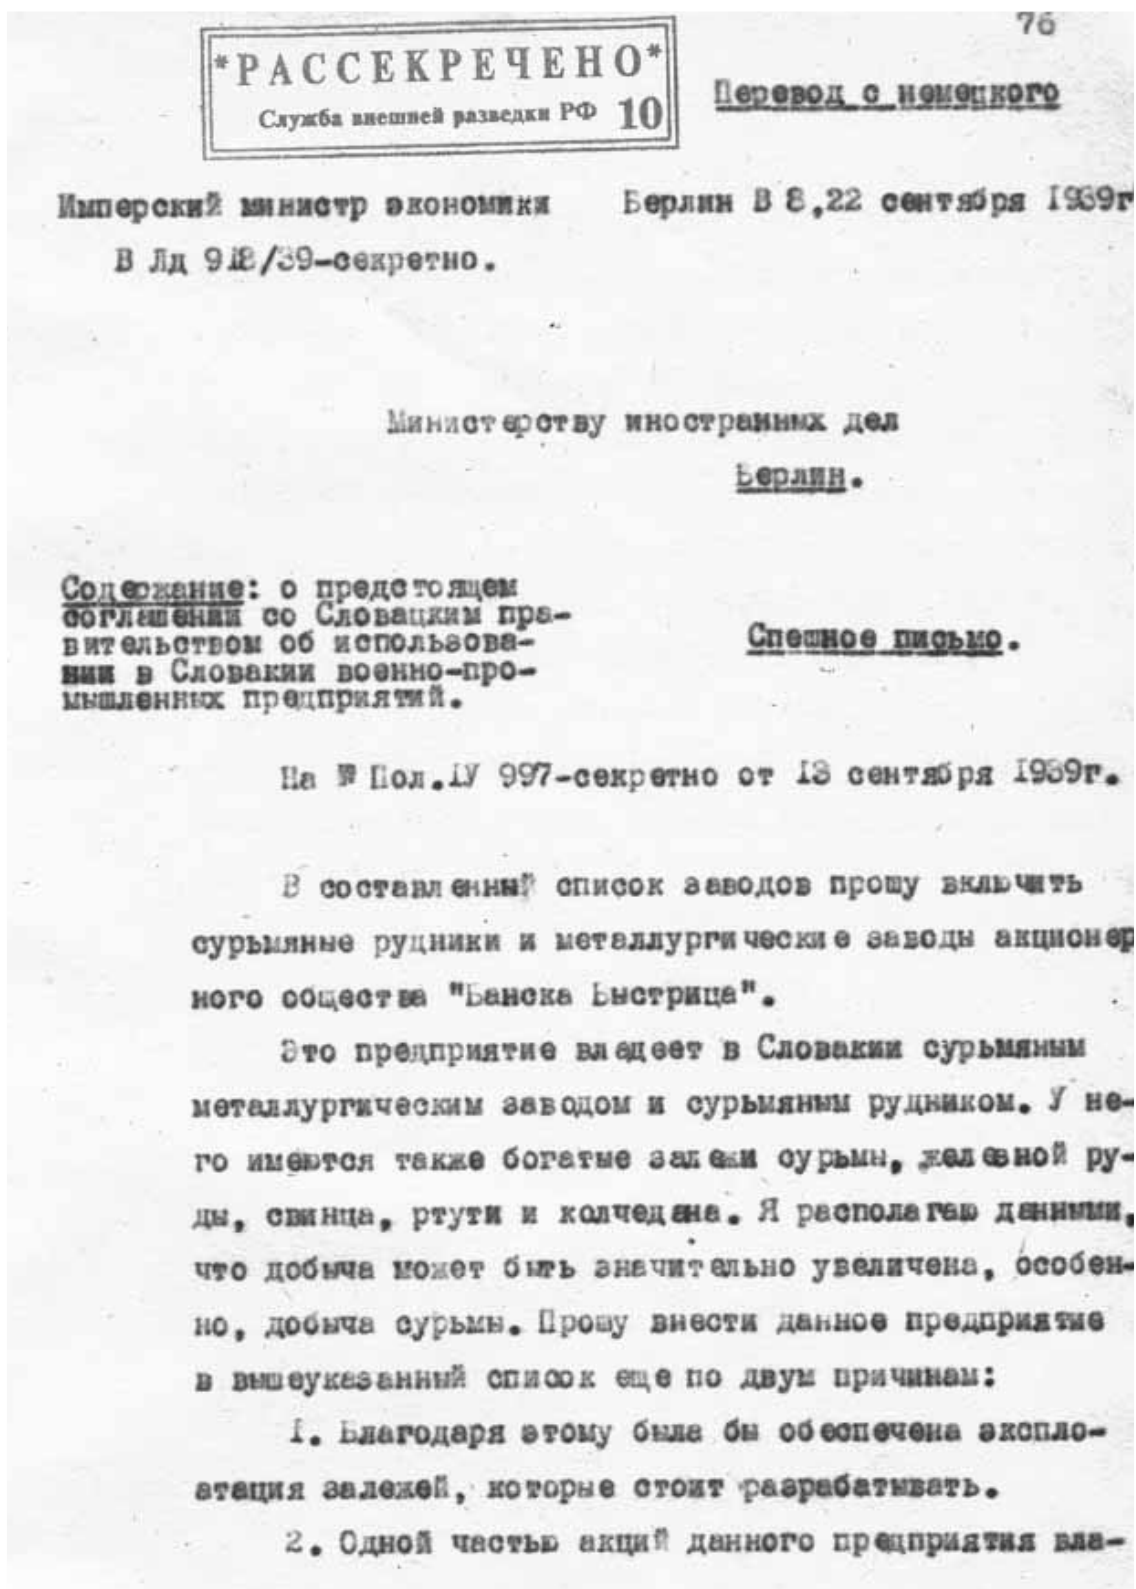 76
*РАССЕКРЕЧЕНО*
Служба внешней разведки РФ 10
Перевод с немецкого
Имперский министр экономики Берлин В 8,22 сентября 1939г
В Лд 918/39-секретно.
Министерству иностранных дел
Берлин.
Содержание: о предстоящем
соглашении со Словацким пра-
вительством об использова-
нии в Словакии военно-про-
мышленных предприятий.
Спешное письмо.
На № Пол.IУ 997-секретно от 13 сентября 1939г.
В составленный список заводов прошу включить
сурьмяные рудники и металлургические заводы акционер
ного общества "Банска Быстрица".
Это предприятие владеет в Словакии сурьмяным
металлургическим заводом и сурьмяным рудником. У не-
го имеются также богатые залежи сурьмы, железной ру-
ды, свинца, ртути и колчедана. Я располагаю данными,
что добыча может быть значительно увеличена, особен-
но, добыча сурьмы. Прошу внести данное предприятие
в вышеуказанный список еще по двум причинам:
1. Благодаря этому была бы обеспечена экспло-
атация залежей, которые стоит разрабатывать.
2. Одной частью акций данного предприятия вла-